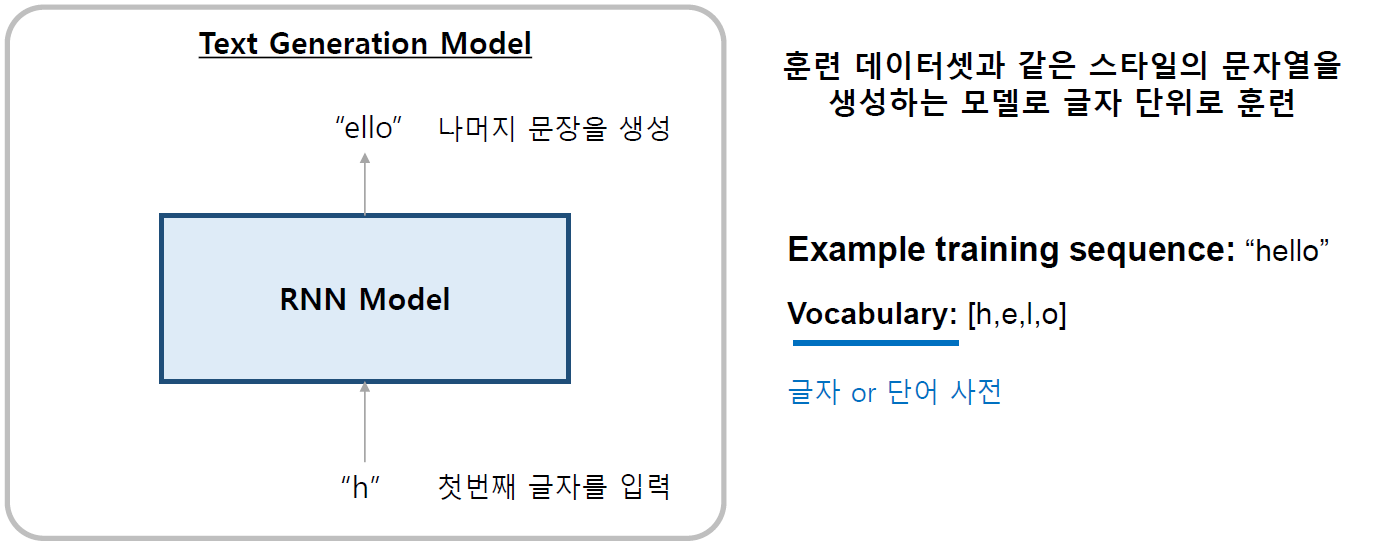 Text Generation Model
“ello” 나머지 문장을 생성
RNN Model
“h” 첫번째 글자를 입력
훈련 데이터셋과 같은 스타일의 문자열을
생성하는 모델로 글자 단위로 훈련
Example training sequence: “hello”
Vocabulary: [h,e,l,o]
글자 or 단어 사전